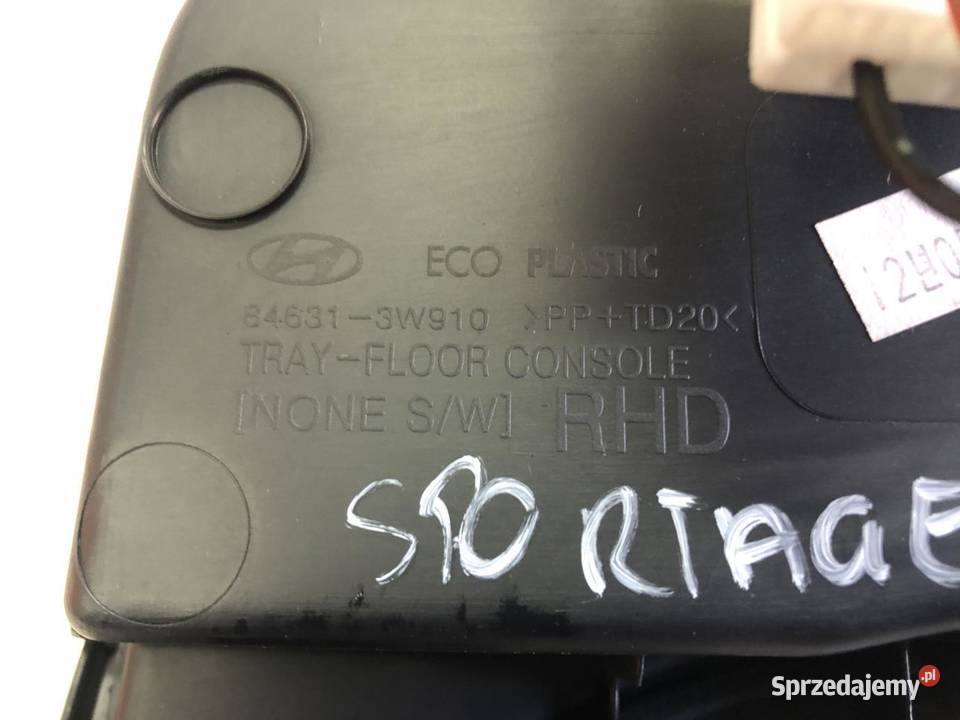 ECO PLASTIC
84631-3W910 >PP+TD20<
TRAY-FLOOR CONSOLE
[NONE S/W] RHD
SPORTAGE
Sprzedajemy.pl